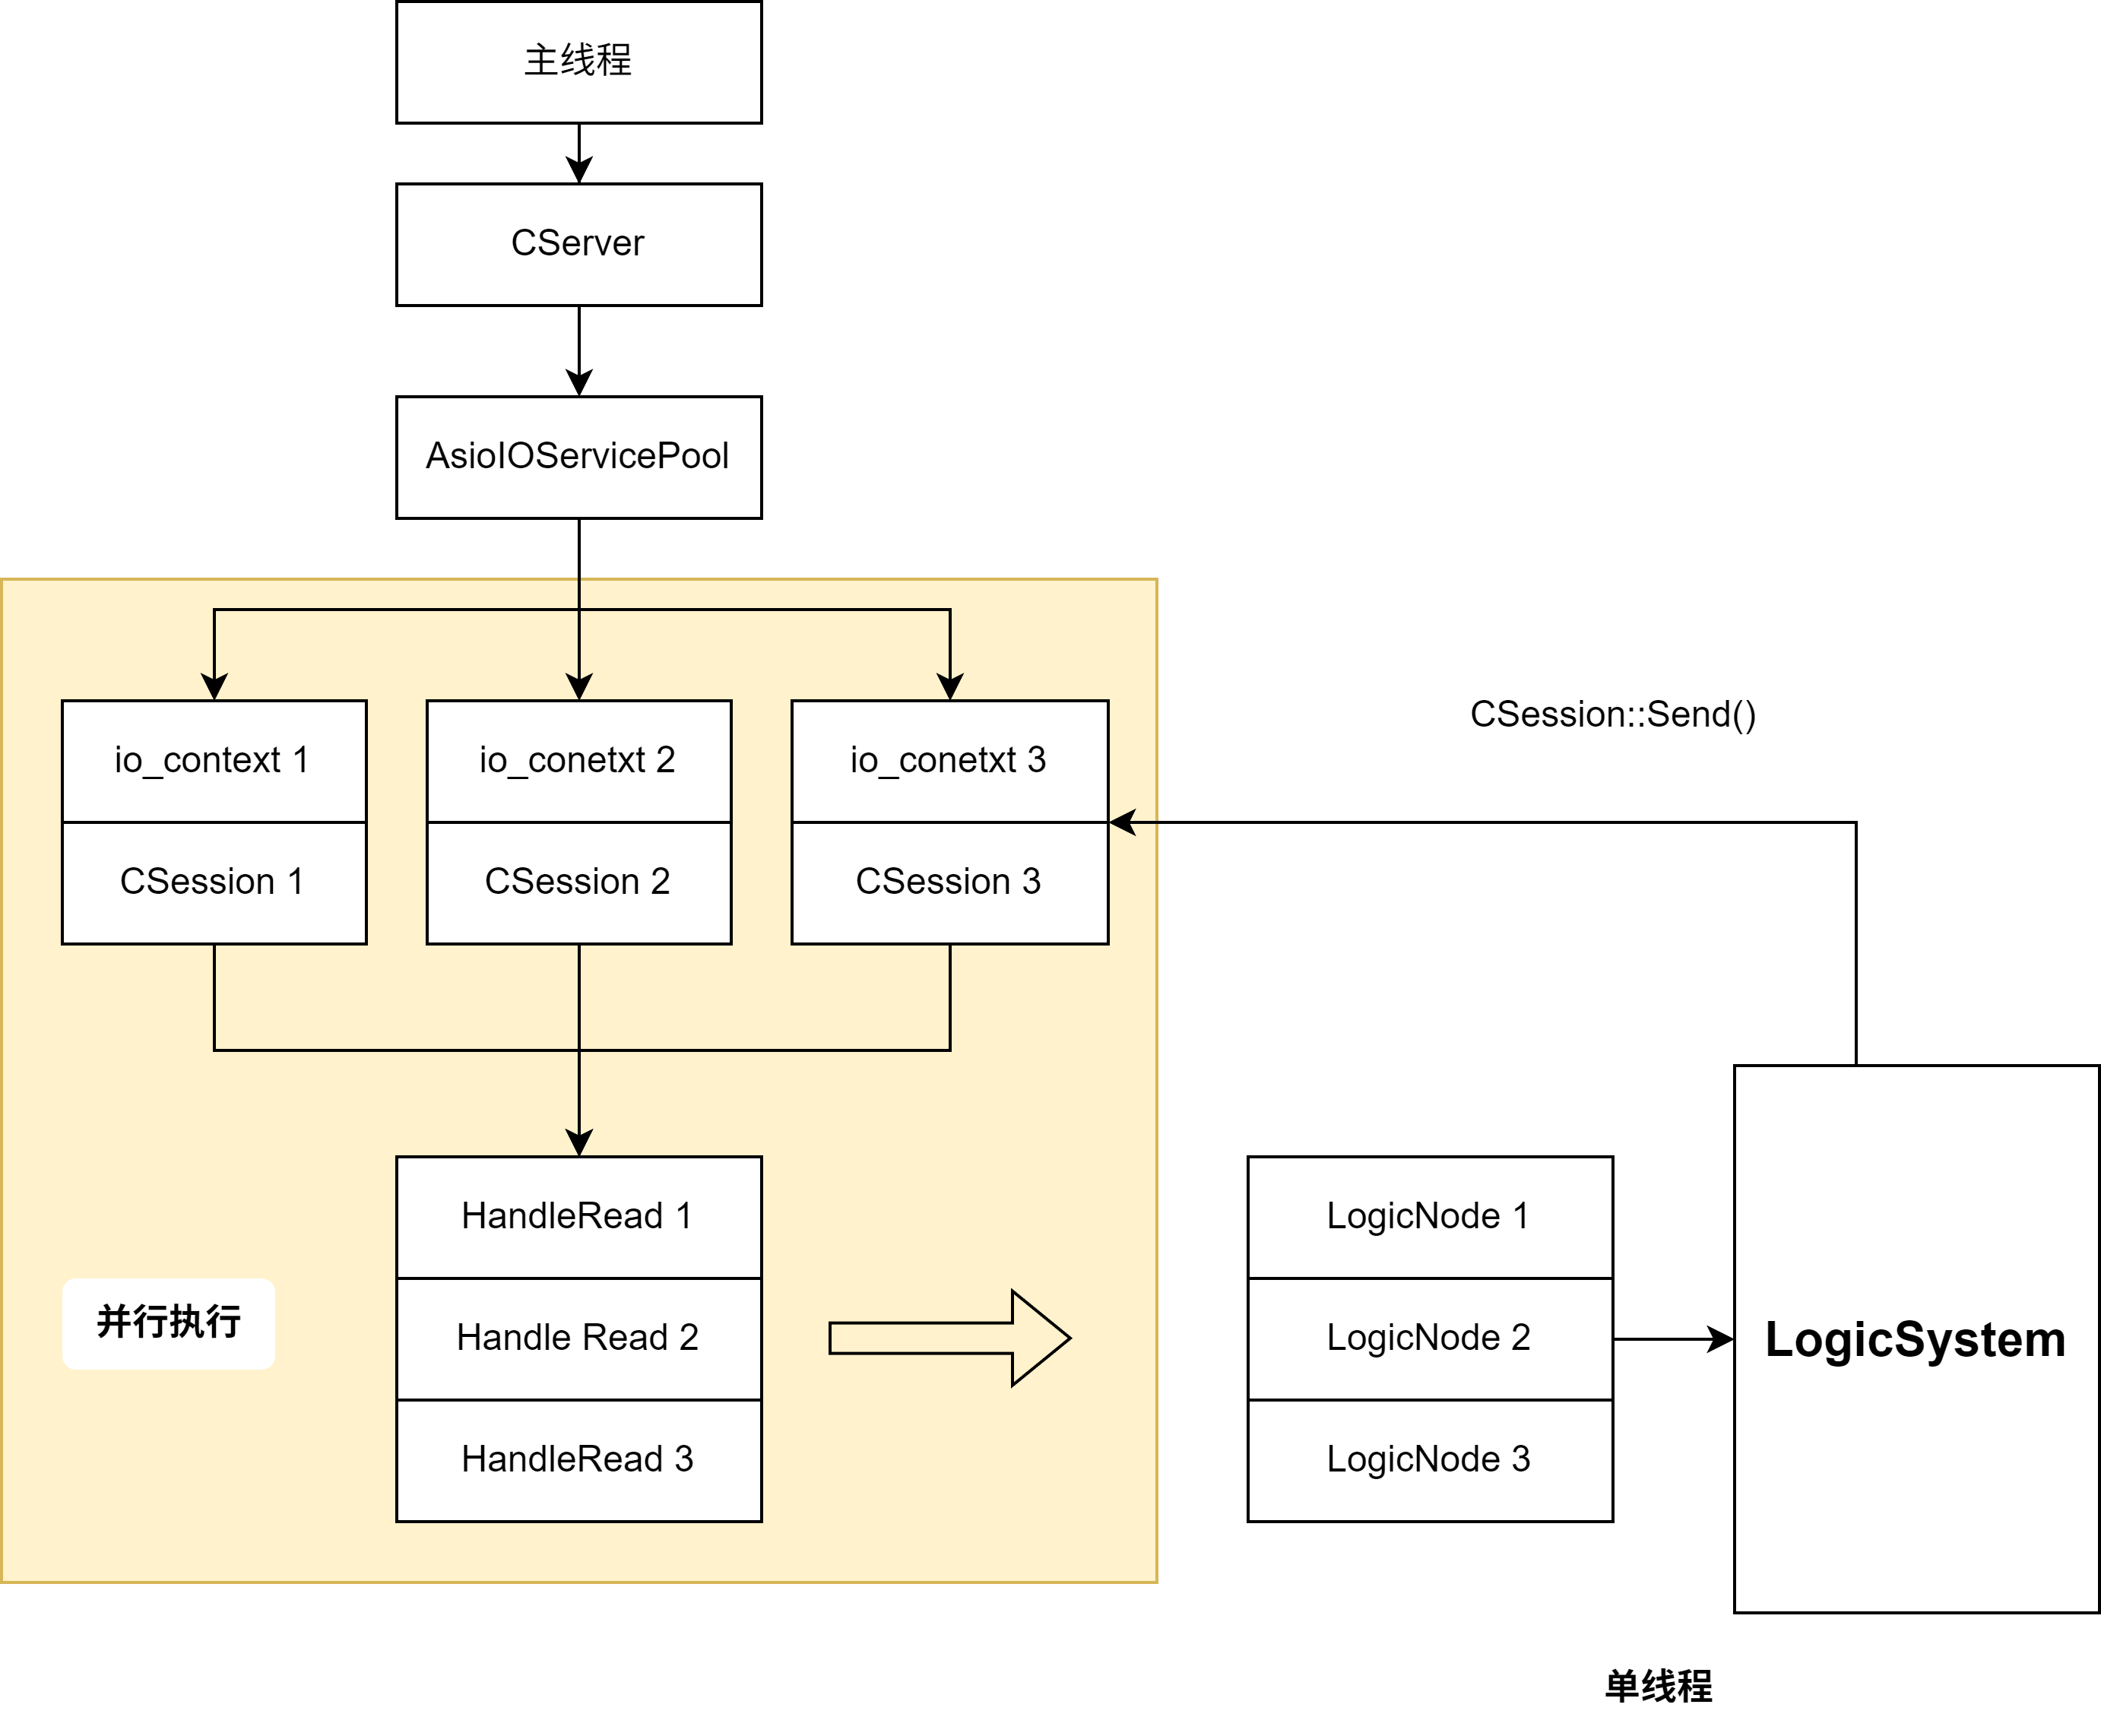 主线程
CServer
AsioIOServicePool
io_context 1
io_conetxt 2
io_conetxt 3
CSession 1
CSession 2
CSession 3
CSession::Send()
HandleRead 1
Handle Read 2
HandleRead 3
并行执行
LogicNode 1
LogicNode 2
LogicNode 3
LogicSystem
单线程